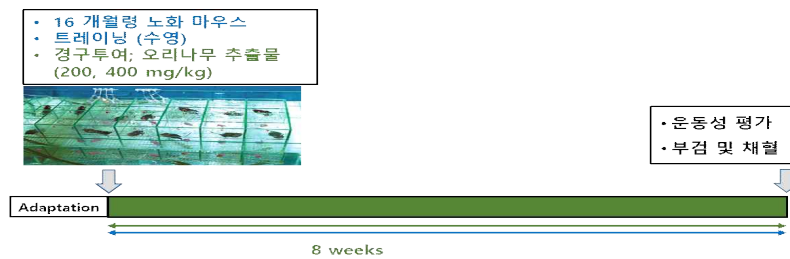 • 16 개월령 노화 마우스
• 트레이닝 (수영)
• 경구투여; 오리나무 추출물
(200, 400 mg/kg)
• 운동성 평가
• 부검 및 채혈
Adaptation
8 weeks